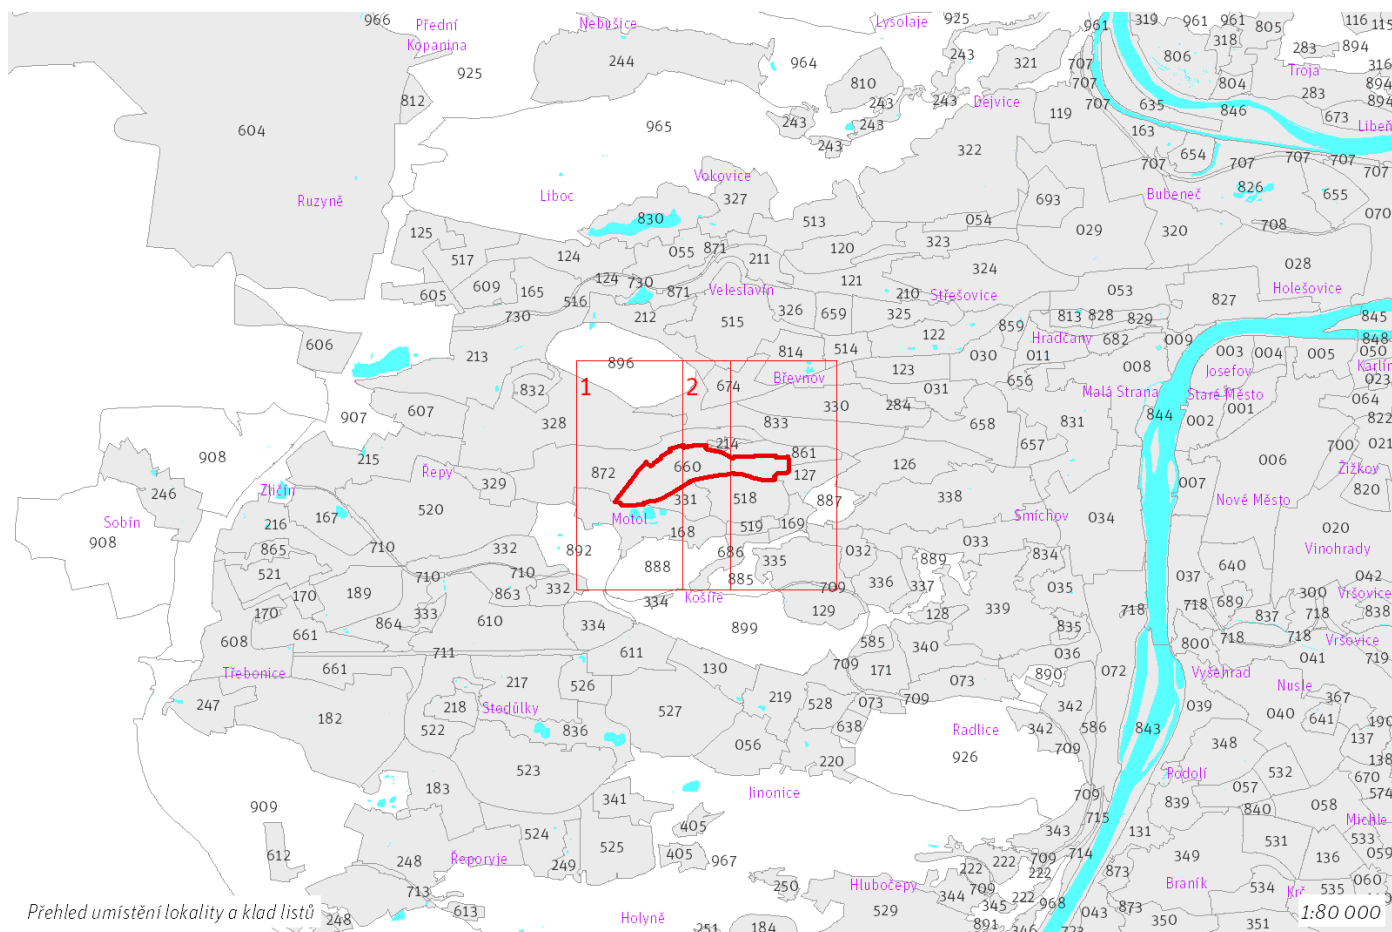 966 Přední Nebušice Lysolaje 925 961 319 961 961 805 116 115
Kopanina 244 964 243 321 707 806 318 283 894
925 810 707 804 Troja 316
812 243 243 Dejvice 707 635 846 283 894
604 965 243 243 119 163 673 894
243 322 654 Libeň
707 707 707 707 707
Vokovice 327 693 Bubeneč 826 655
Ruzyně Liboc 830 513 054 029 320 708 070
125 517 124 055 871 211 120 323 028
609 165 124 730 871 Veleslavín 121 324 053 Holešovice
605 516 212 326 659 210 Střešovice 827
730 515 325 859 813 828 829 845
606 213 896 814 514 122 Hradčany 682 009 848
030 011 008 003 004 005 050
1 2 674 Břevnov 123 656 Josefov Karlín
832 031 Malá Strana Staré Město 023
907 607 328 330 284 844 002 001 064
833 658 831 822
908 215 214 861 657 700 021
Řepy 872 660 127 126 006 Žižkov
246 Zličín 329 331 518 887 338 007 Nové Město 820
Sobín 216 167 520 Motol Smíchov 034 020
908 168 519 169 033 Vinohrady
865 710 332 892 686 335 032 889 834
521 710 710 888 885 336 337 035 037 640 042
170 189 863 332 334 Košíře 709 718 689 300 Vršovice
170 333 129 128 339 718 837 718 838
864 610 334 899 835 718 718 Vršovice
608 661 585 340 036 800 041 719
711 611 709
Třebonice 661 130 171 890 072 Vyšehrad
217 526 073 Nusle 367
247 218 Stodůlky 219 528 073 709 342 039 040 641 190
182 522 836 527 638 Radlice 342 586 843 137
056 926 709 348 138
523 220 Podolí 532 670
183 Jinonice 709 839 057 574
909 341 840 058
405 343 715 131 Michle
524 525 531 533
612 248 Řeporyje 249 405 967 222 222 709 714 349 136 059
222 873
713 250 Hlubočepy 344 709 222 Braník 534 535 060
Přehled umístění lokality a klad listů 613 529 345 968 043 873 Krč 1:80 000
248 Holyně 251 184 891 346 723 350 351